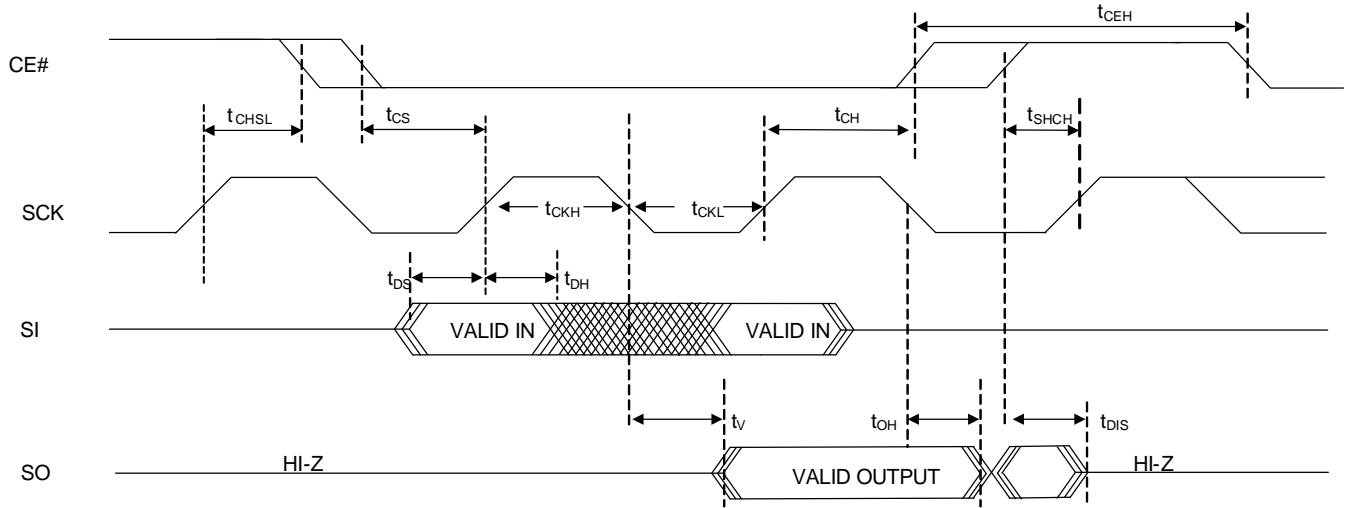 tCEH
CE#
tCHSL
tCS
tCH
tSHCH
SCK
tCKH
tCKL
tDS
tDH
SI
VALID IN
VALID IN
tV
tOH
tDIS
SO
HI-Z
VALID OUTPUT
HI-Z